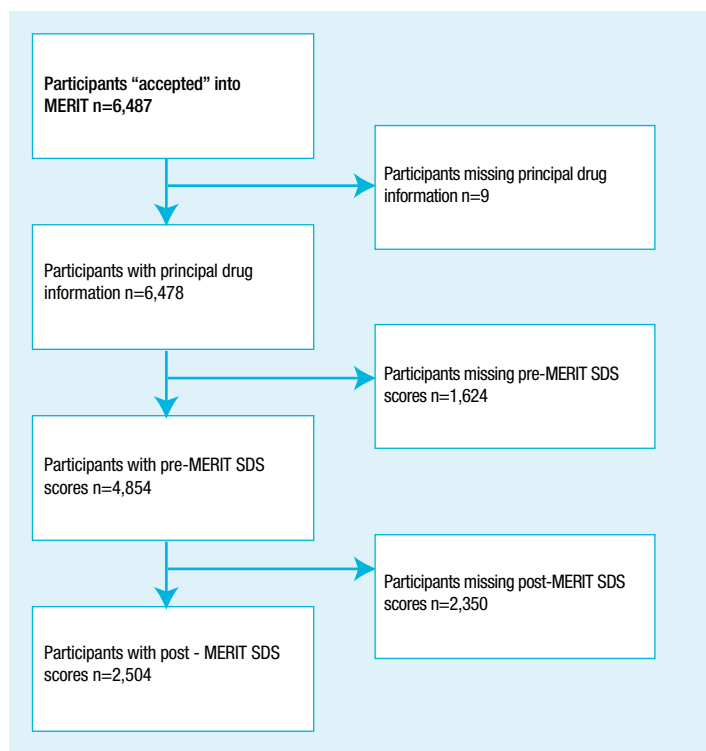 Participants “accepted” into
MERIT n=6,487
Participants missing principal drug
information n=9
Participants with principal drug
information n=6,478
Participants missing pre-MERIT SDS
scores n=1,624
Participants with pre-MERIT SDS
scores n=4,854
Participants missing post-MERIT SDS
scores n=2,350
Participants with post - MERIT SDS
scores n=2,504